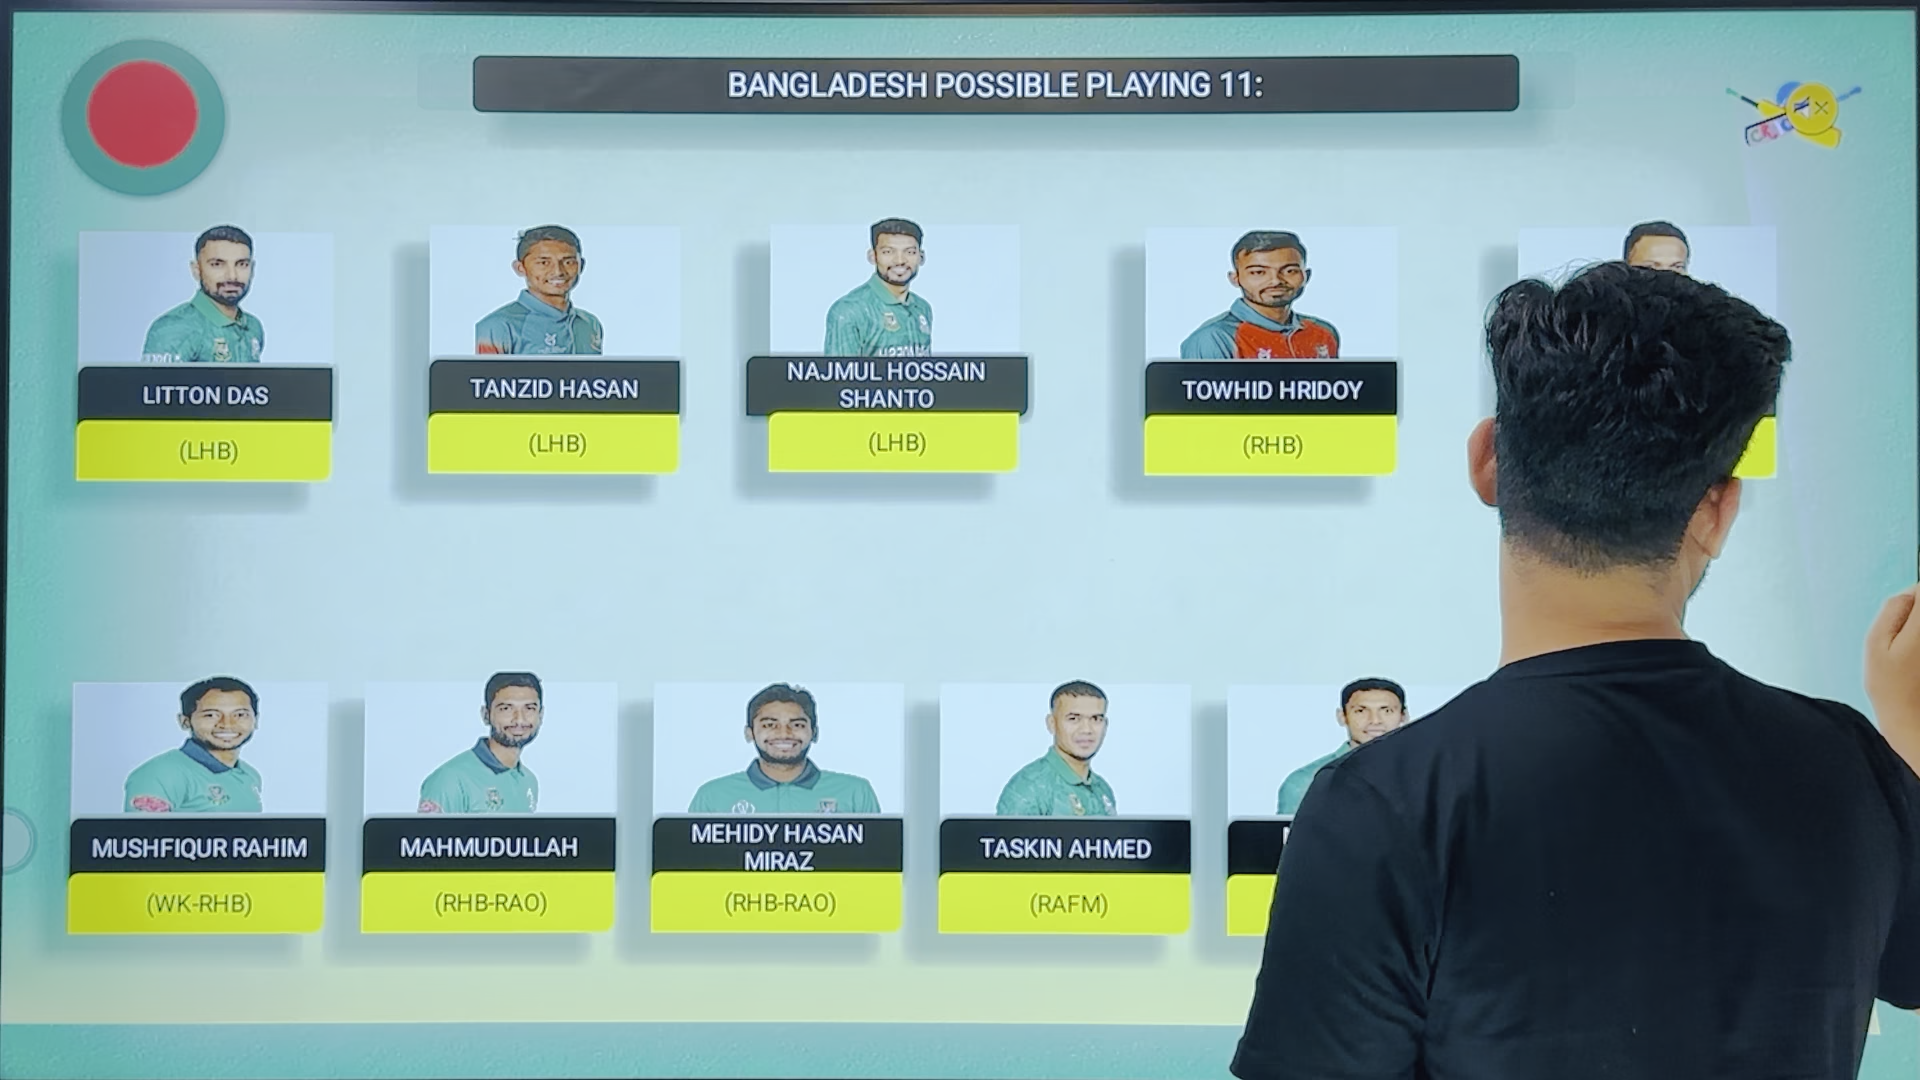 BANGLADESH POSSIBLE PLAYING 11:
LITTON DAS
(LHB)
TANZID HASAN
(LHB)
NAJMUL HOSSAIN
SHANTO
(LHB)
TOWHID HRIDOY
(RHB)
MUSHFIQUR RAHIM
(WK-RHB)
MAHMUDULLAH
(RHB-RAO)
MEHIDY HASAN
MIRAZ
(RHB-RAO)
TASKIN AHMED
(RAFM)